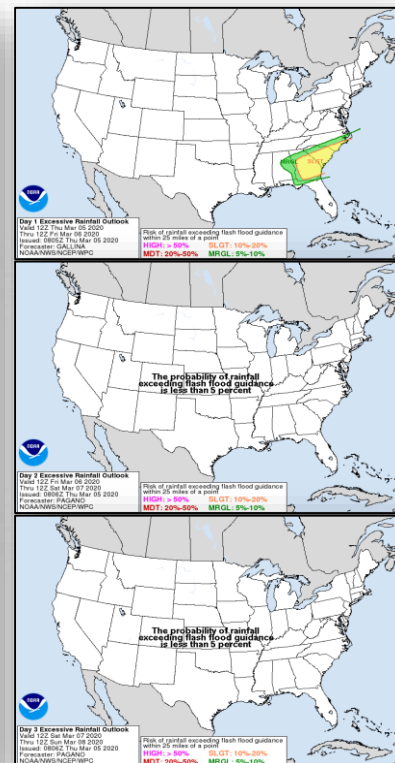 MRGL SLGT
NOAA
Day 1 Excessive Rainfall Outlook
Valid 12Z Thu Mar 05 2020
Thru 12Z Fri Mar 06 2020
Issued: 0805Z Thu Mar 05 2020
Forecaster: GALLINA
NOAA/NWS/NCEP/WPC
Risk of rainfall exceeding flash flood guidance
within 25 miles of a point
HIGH: > 50% SLGT: 10%-20%
MDT: 20%-50% MRGL: 5%-10%
The probability of rainfall
exceeding flash flood guidance
is less than 5 percent
NOAA
Day 2 Excessive Rainfall Outlook
Valid 12Z Fri Mar 06 2020
Thru 12Z Sat Mar 07 2020
Issued: 0806Z Thu Mar 05 2020
Forecaster: PAGANO
NOAA/NWS/NCEP/WPC
Risk of rainfall exceeding flash flood guidance
within 25 miles of a point
HIGH: > 50% SLGT: 10%-20%
MDT: 20%-50% MRGL: 5%-10%
The probability of rainfall
exceeding flash flood guidance
is less than 5 percent
NOAA
Day 3 Excessive Rainfall Outlook
Valid 12Z Sat Mar 07 2020
Thru 12Z Sun Mar 08 2020
Issued: 0806Z Thu Mar 05 2020
Forecaster: PAGANO
NOAA/NWS/NCEP/WPC
Risk of rainfall exceeding flash flood guidance
within 25 miles of a point
HIGH: > 50% SLGT: 10%-20%
MDT: 20%-50% MRGL: 5%-10%